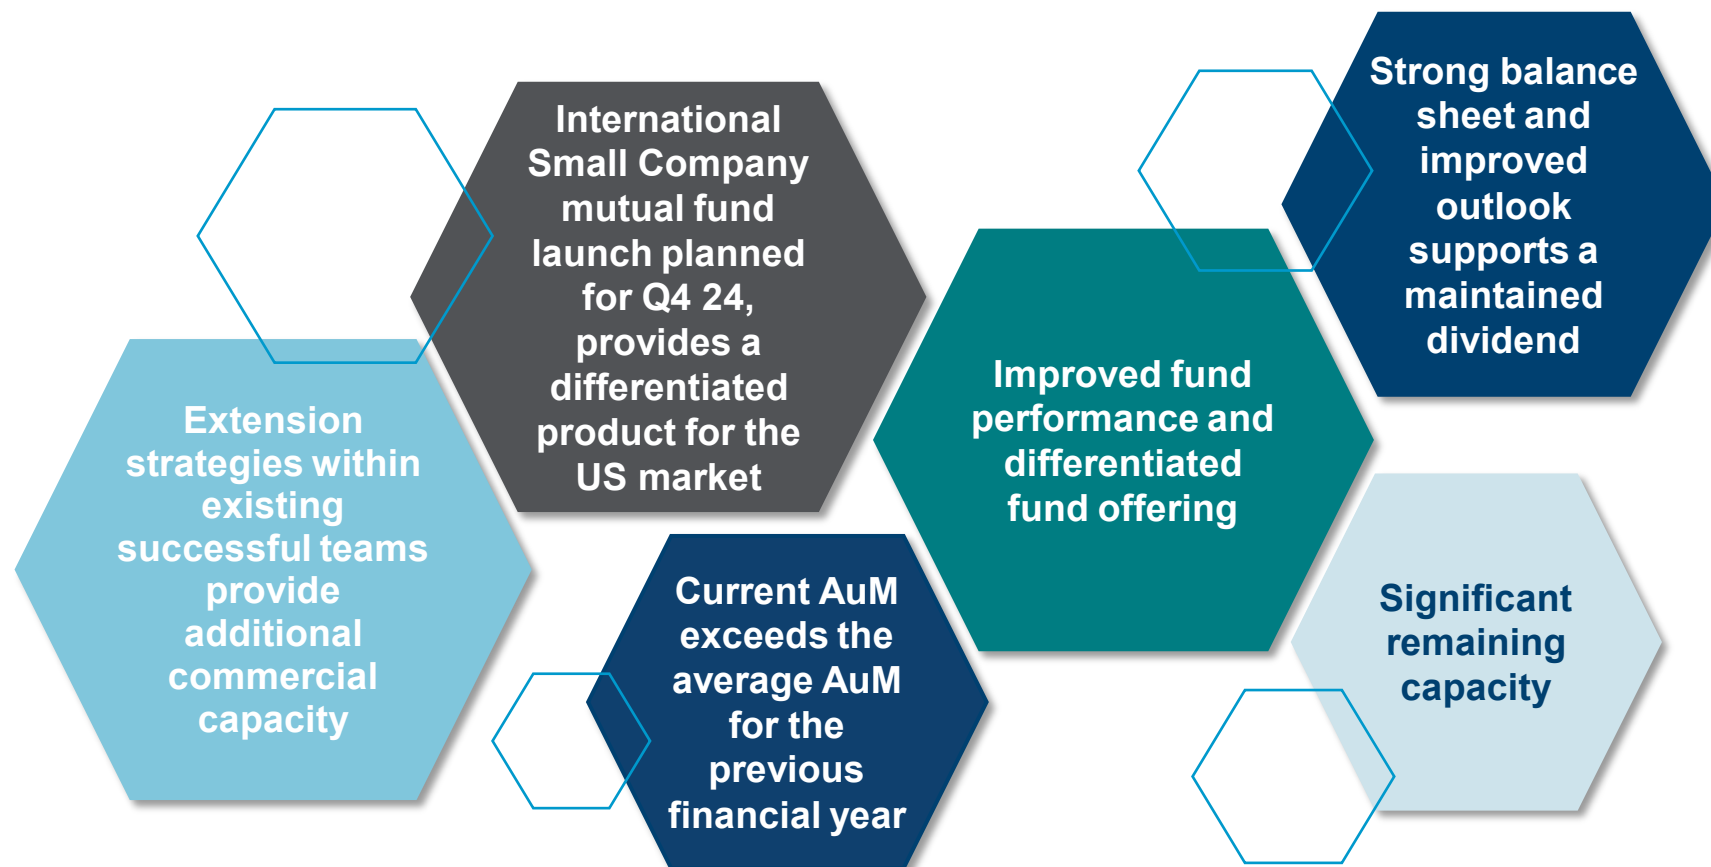 Extension
strategies within
existing
successful teams
provide
additional
commercial
capacity
International
Small Company
mutual fund
launch planned
for Q4 24,
provides a
differentiated
product for the
US market
Current AuM
exceeds the
average AuM
for the
previous
financial year
Improved fund
performance and
differentiated
fund offering
Strong balance
sheet and
improved
outlook
supports a
maintained
dividend
Significant
remaining
capacity